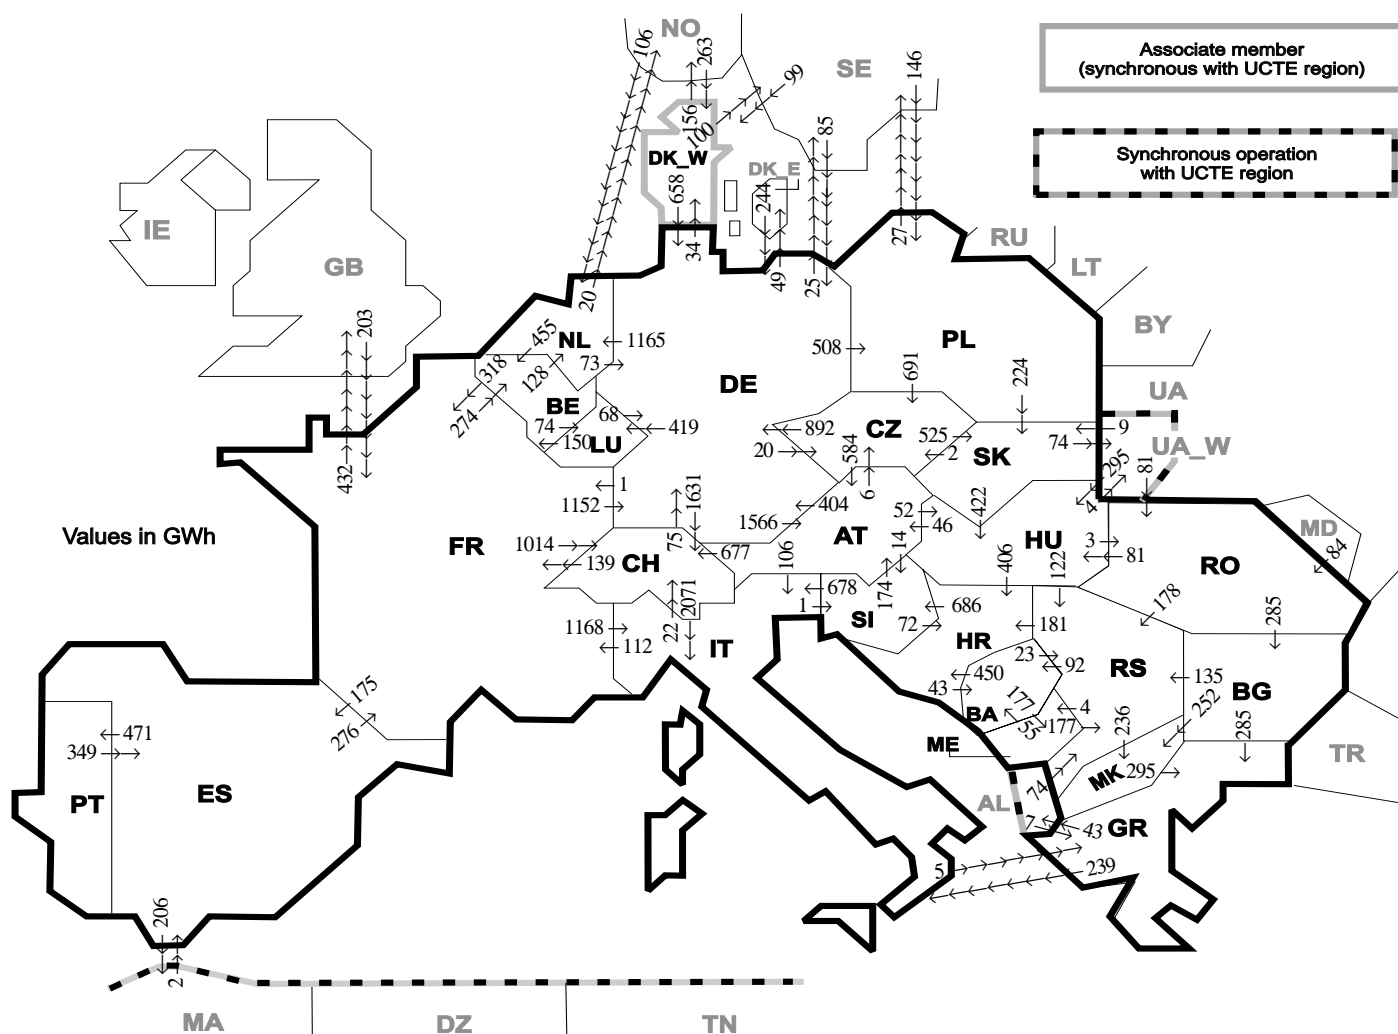 NO
106
263
SE
146
99
Associate member
(synchronous with UCTE region)
156
100
85
DK_W
DK_E
Synchronous operation
with UCTE region
IE
GB
658
244
34
49
25
27
20
RU
LT
BY
203
432
NL
455
1165
128
73
318
274
BE
74
150
LU
68
419
DE
508
PL
691
224
UA
9
74
UA_W
892
20
CZ
584
6
525
2
SK
295
4
81
1
1152
1631
75
404
1566
52
46
422
Values in GWh
FR
1014
139
CH
677
AT
14
174
HU
3
81
MD
84
RO
106
678
1
SI
406
122
686
72
178
285
1168
112
22
2071
IT
HR
181
23
92
RS
135
BG
450
43
BA
177
55
4
177
ME
236
252
285
175
276
471
349
PT
ES
MK
295
TR
AL
74
7
43
GR
5
239
206
2
MA
DZ
TN